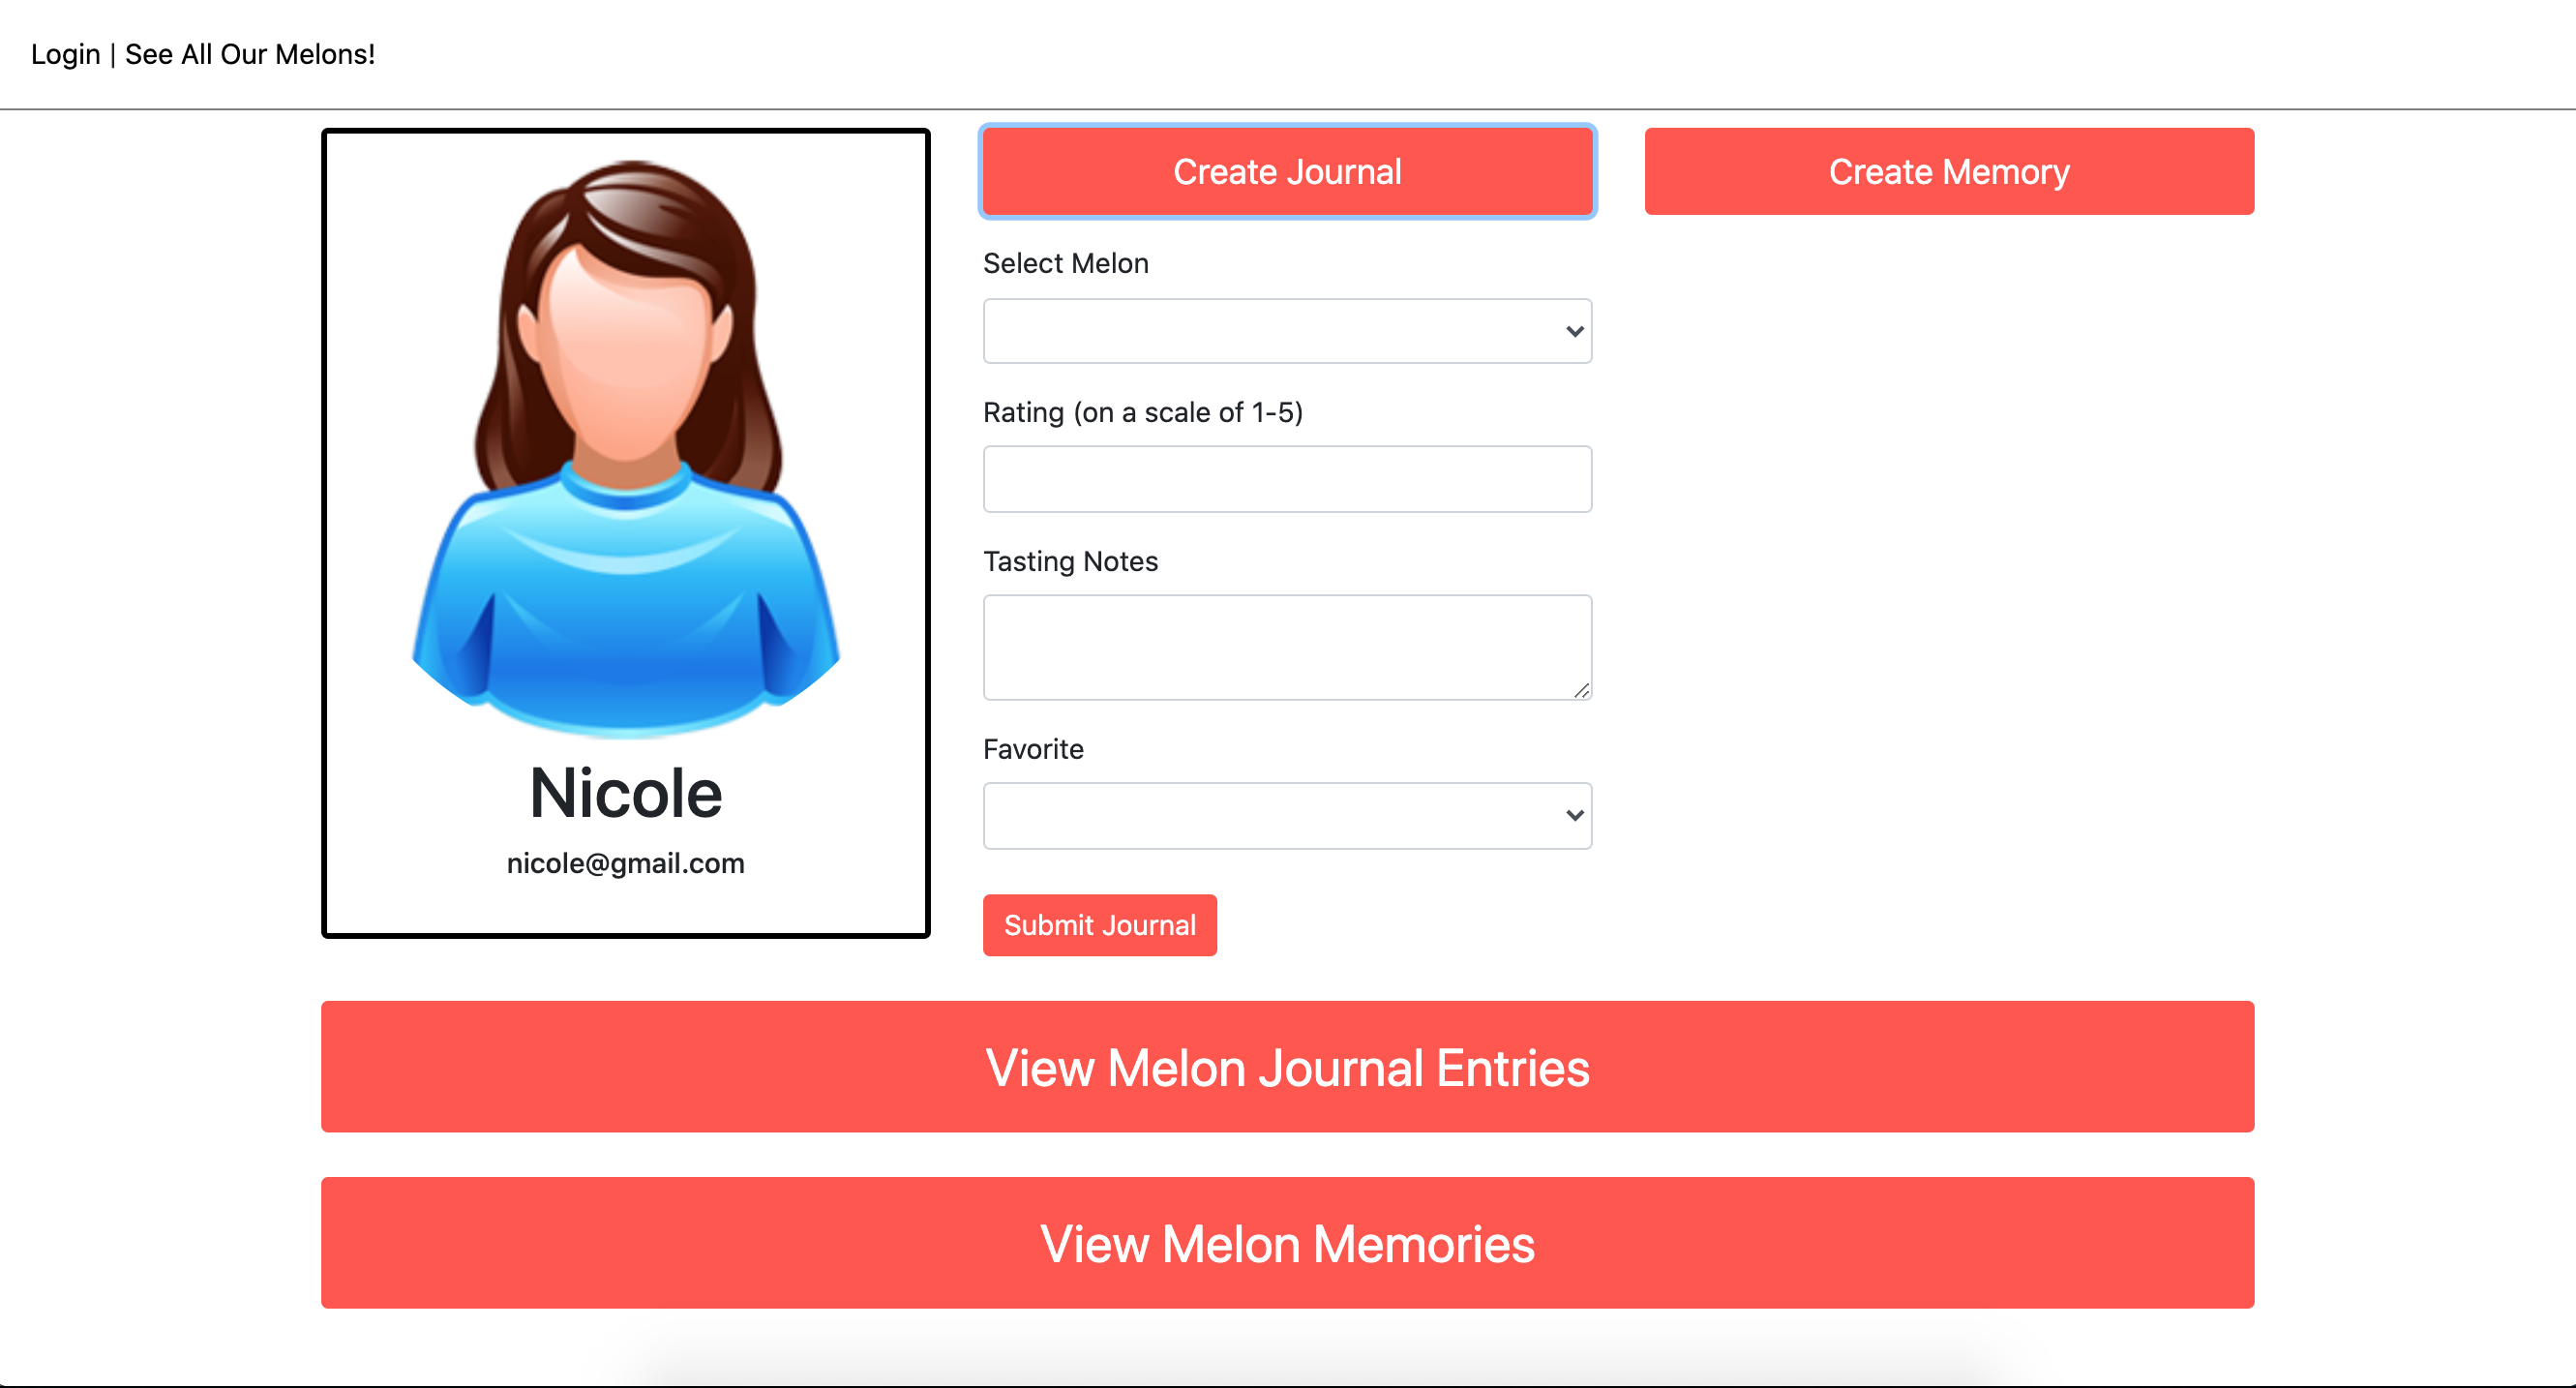 Login | See All Our Melons!
Create Journal
Create Memory
Select Melon
Rating (on a scale of 1-5)
Tasting Notes
Favorite
Submit Journal
Nicole
nicole@gmail.com
View Melon Journal Entries
View Melon Memories